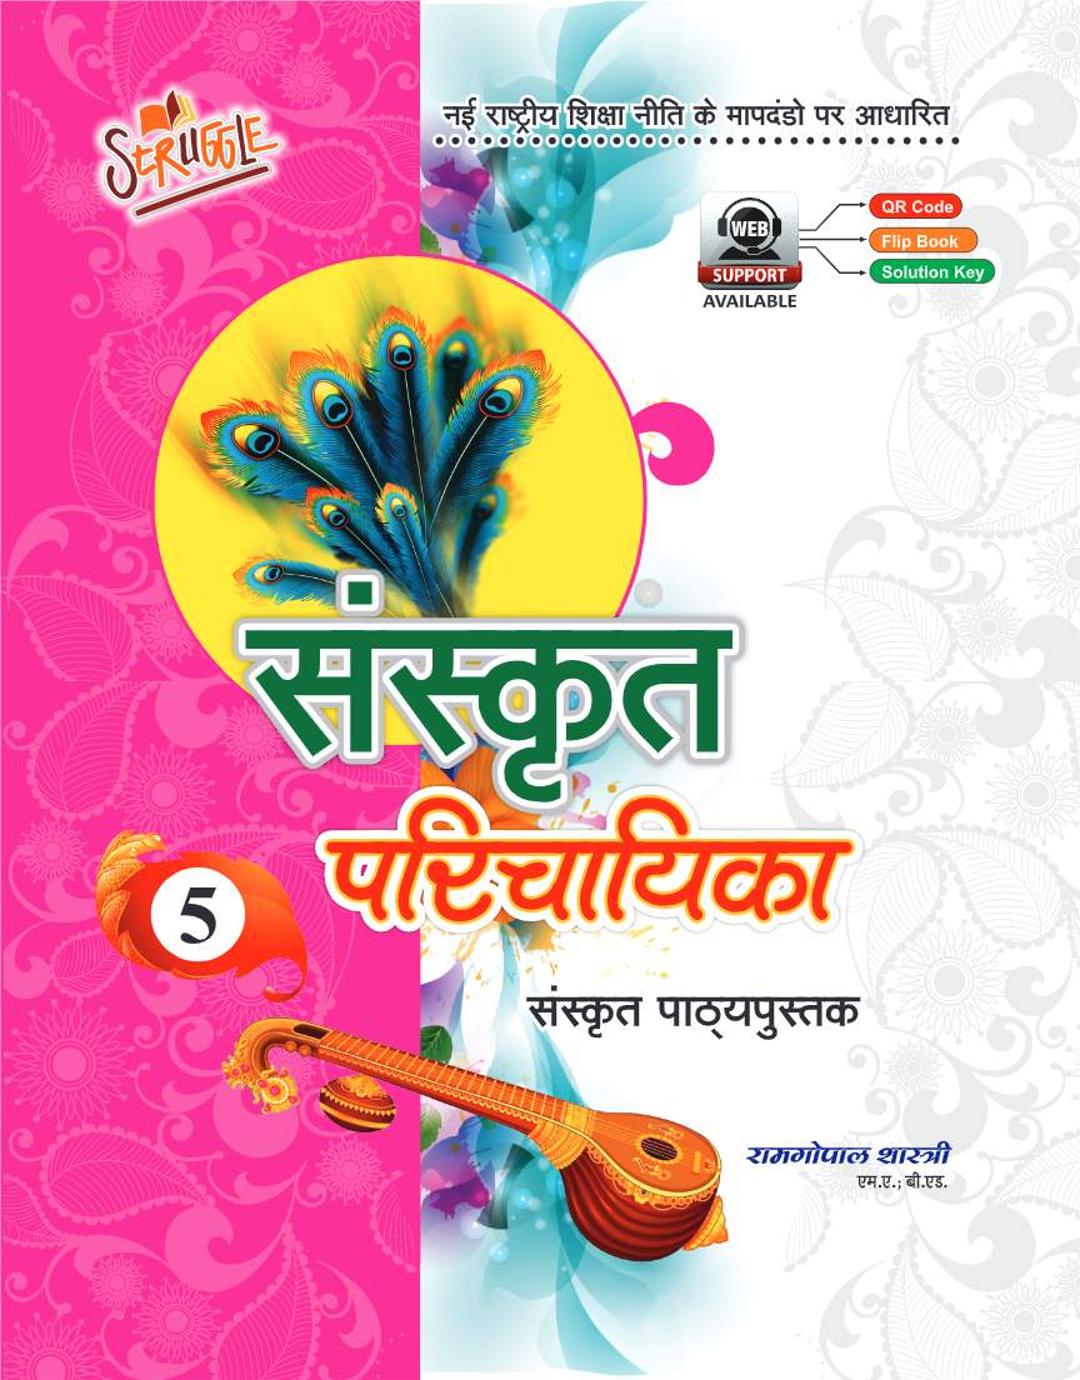 STRUGGLE
नई राष्ट्रीय शिक्षा नीति के मापदंडो पर आधारित
WEB
SUPPORT
AVAILABLE
QR Code
Flip Book
Solution Key
संस्कृत
परिचायिका
5
संस्कृत पाठ्यपुस्तक
रामगोपाल शास्त्री
एम.ए.; बी.एड.